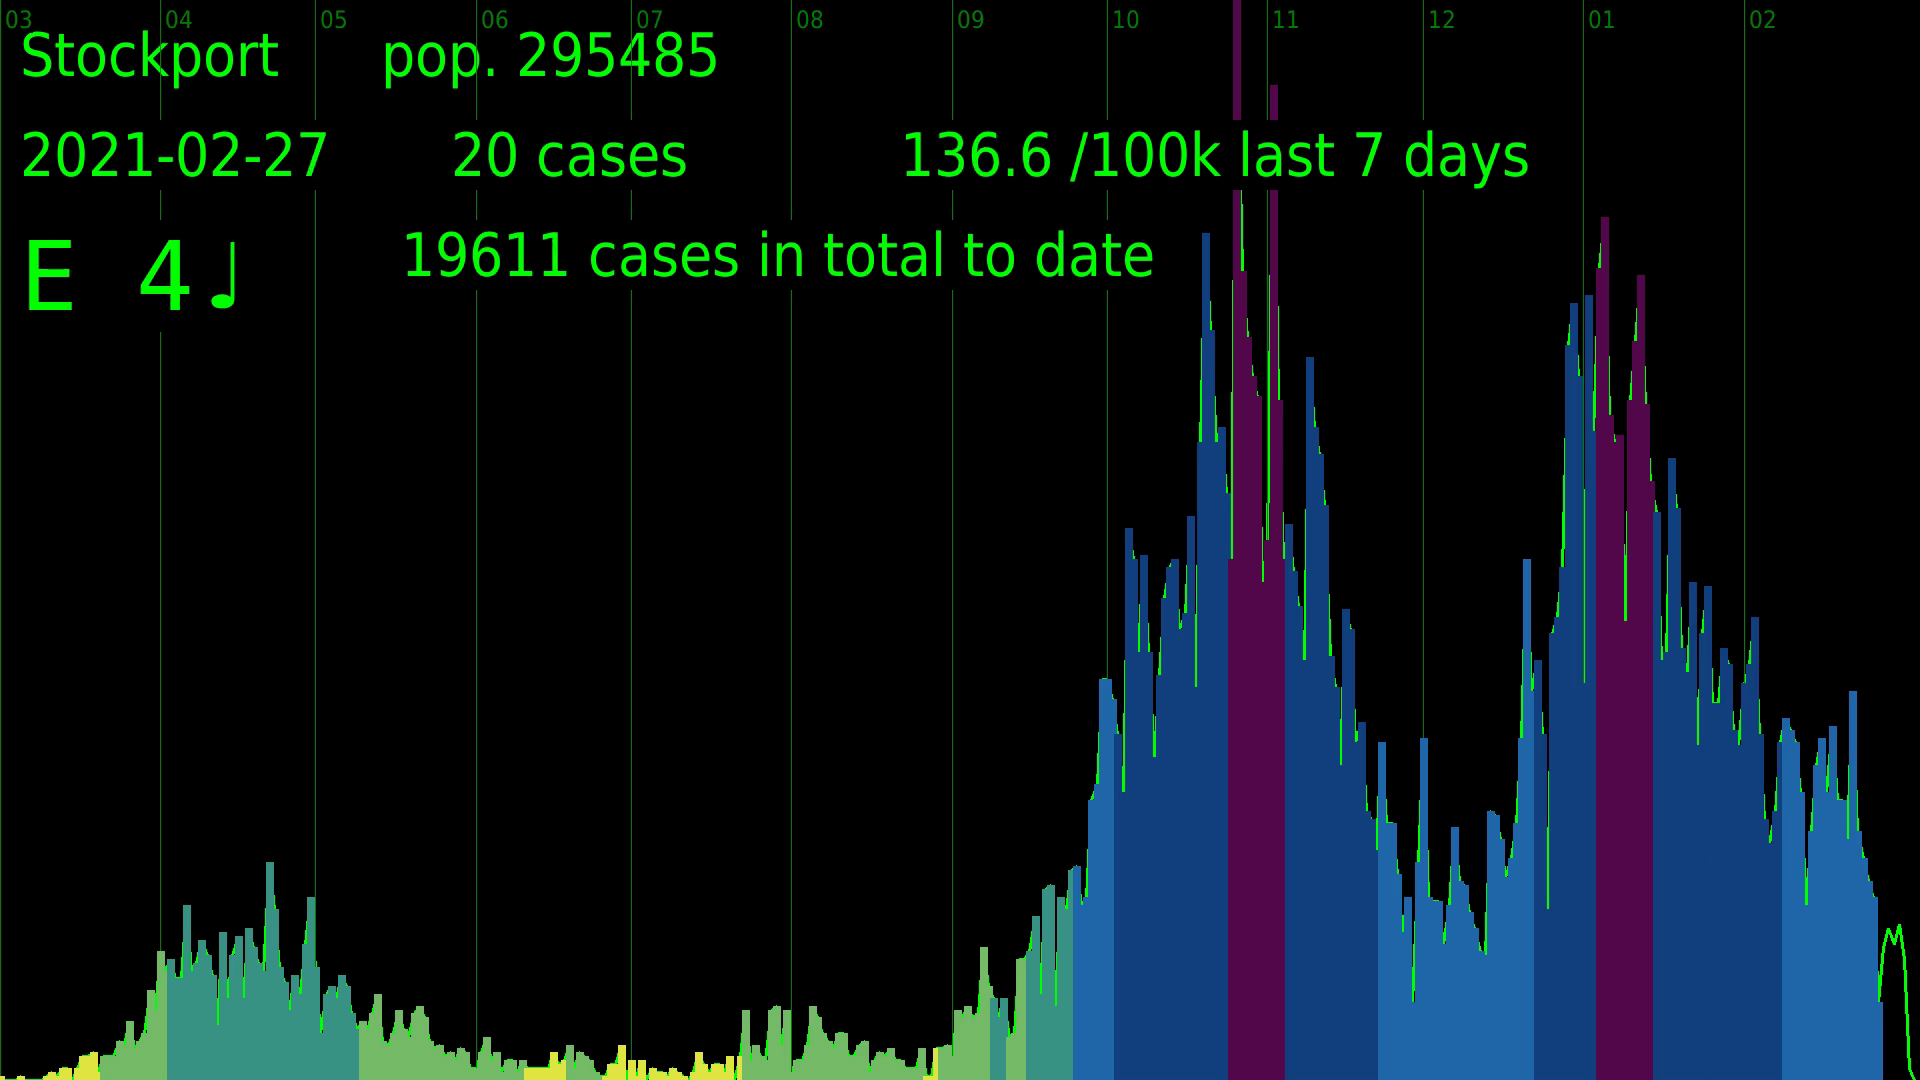 03 04 05 06 07 08 09 10 11 12 01 02
Stockport pop. 295485
2021-02-27 20 cases 136.6 /100k last 7 days
E 4♩ 19611 cases in total to date